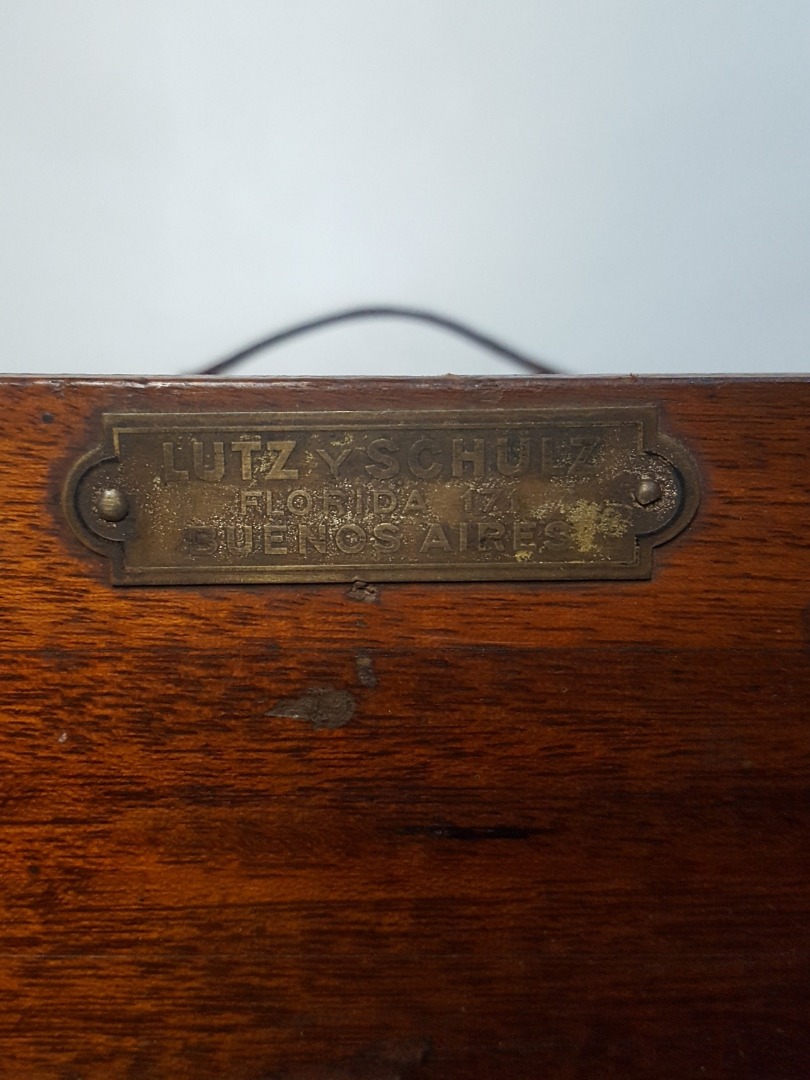 LUTZ Y SCHULZ
FLORIDA 171
BUENOS AIRES